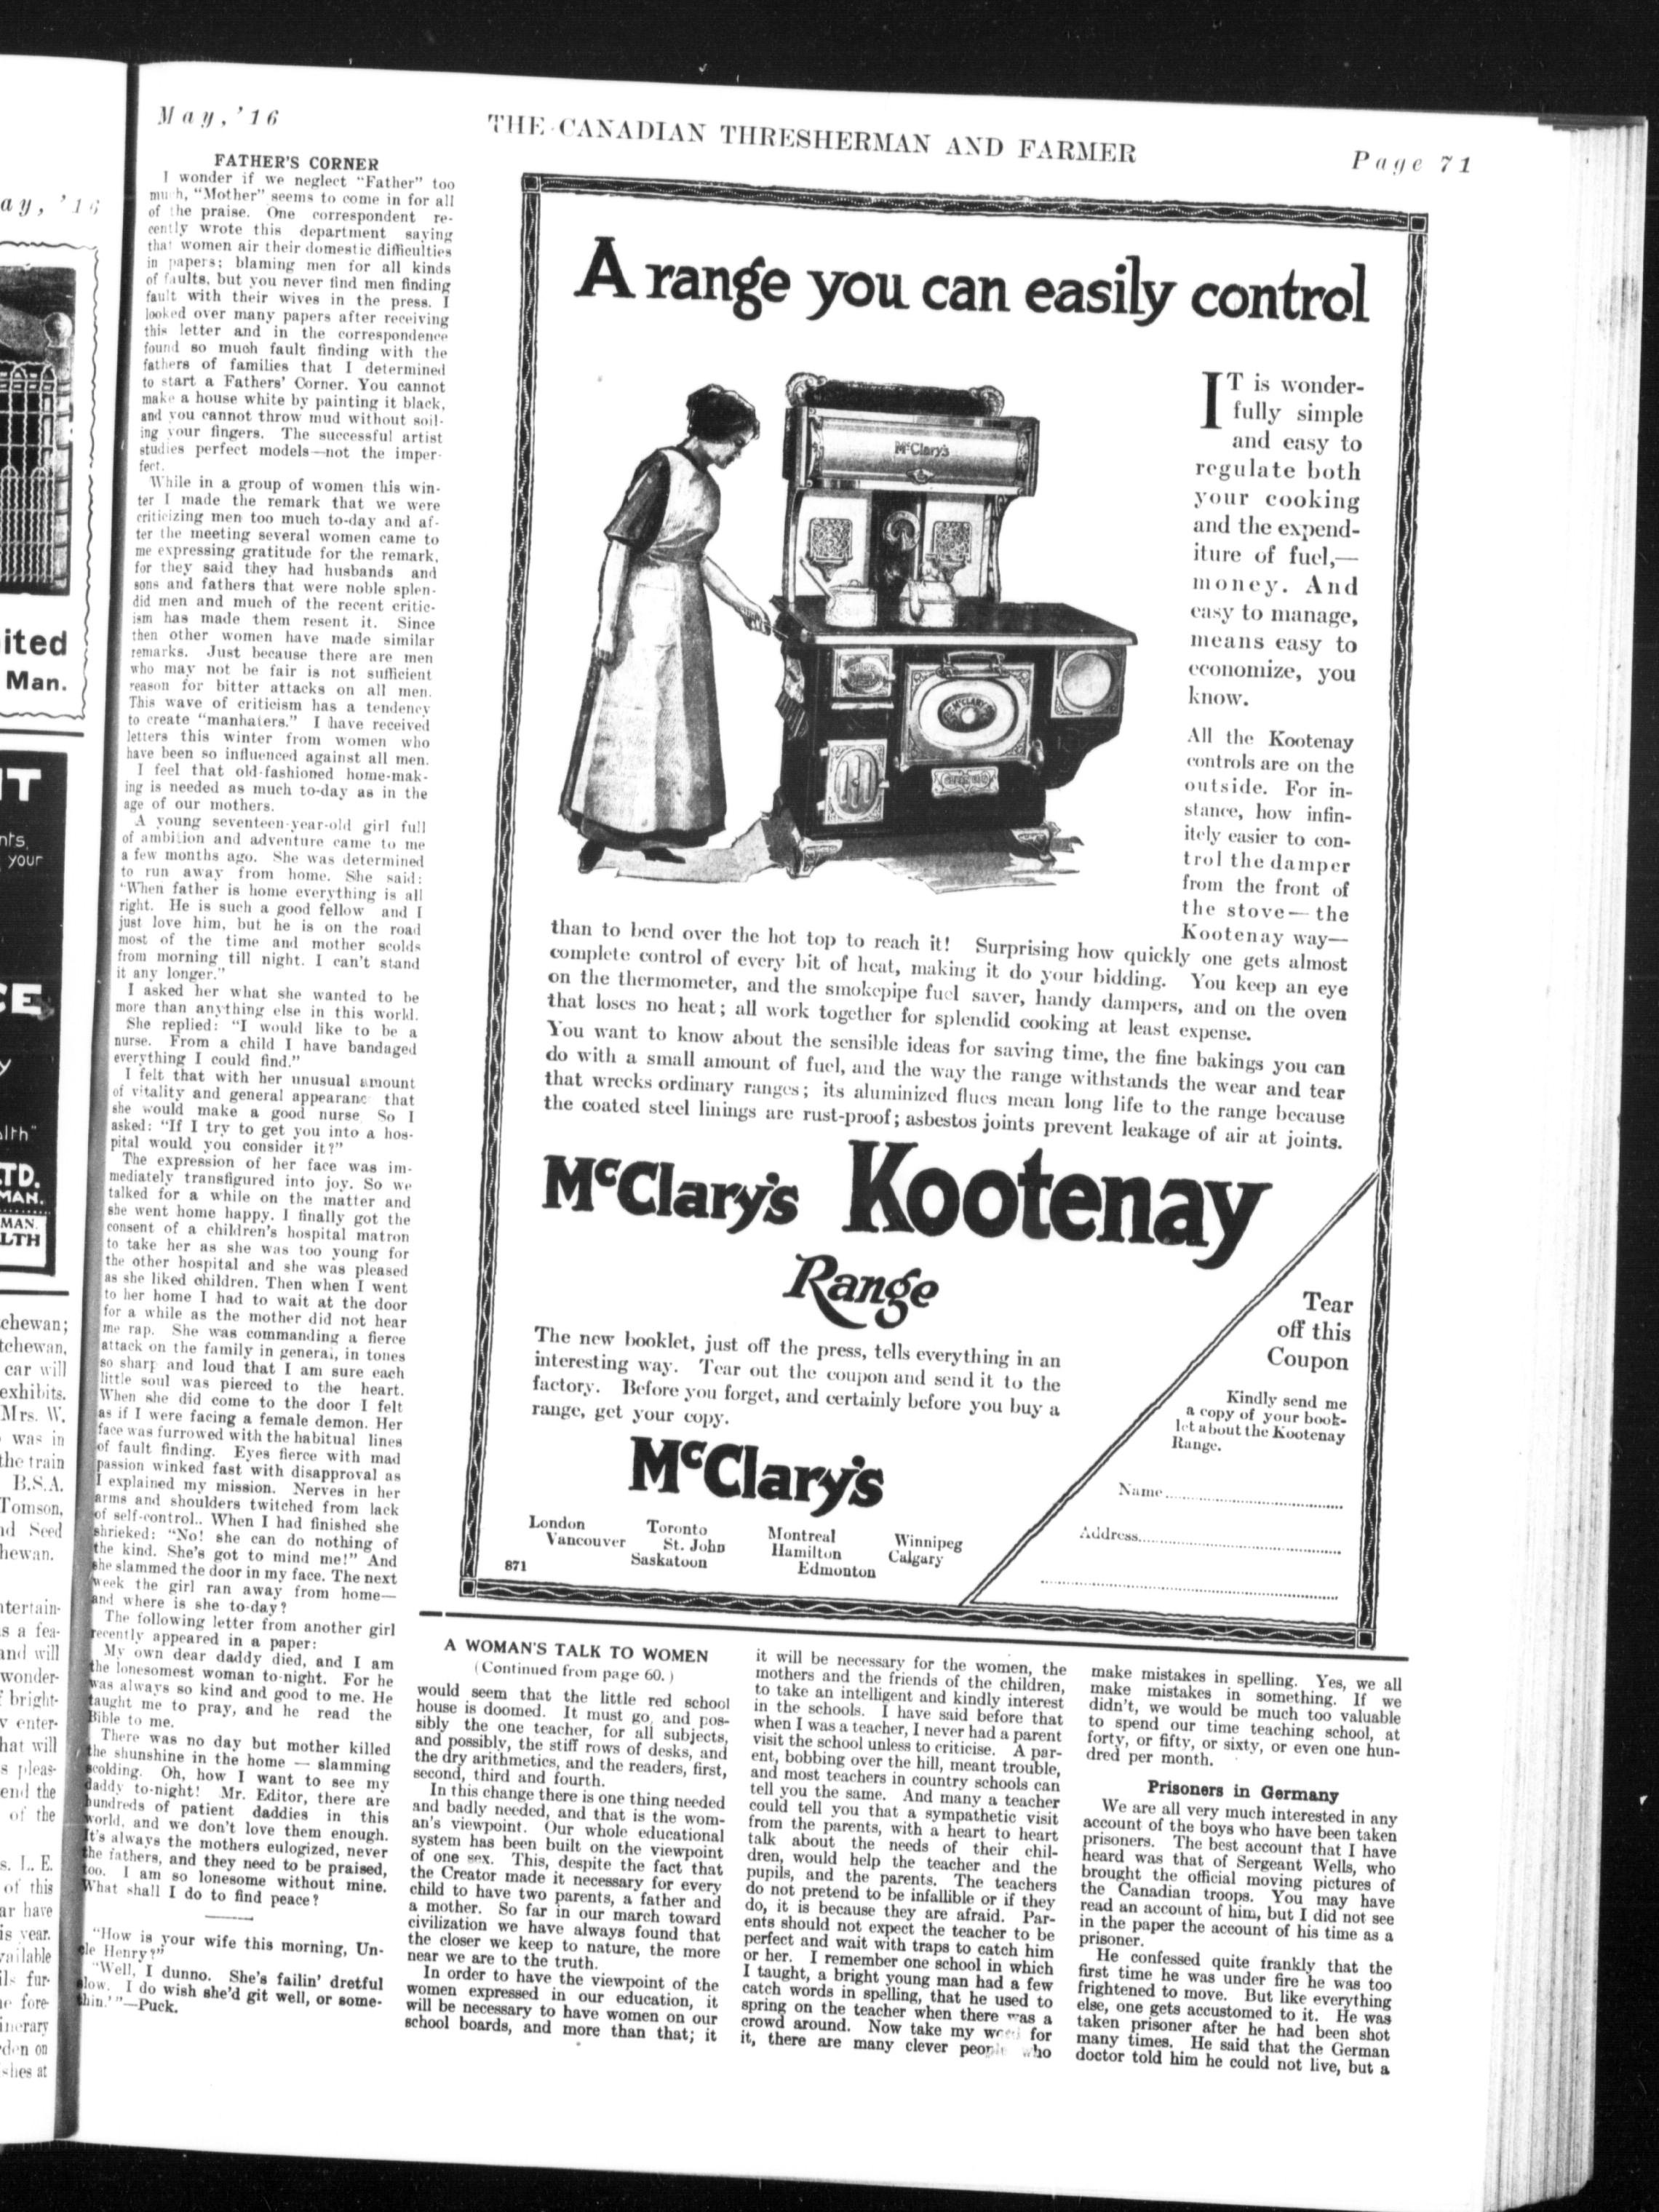 May, '16
THE CANADIAN THRESHERMAN AND FARMER
Page 71
FATHER'S CORNER
I wonder if we neglect "Father" too
much, "Mother" seems to come in for all
of the praise. One correspondent re-
cently wrote this department saying
that women air their domestic difficulties
in papers; blaming men for all kinds
of faults, but you never find men finding
fault with their wives in the press. I
looked over many papers after receiving
this letter and in the correspondence
found so much fault finding with the
fathers of families that I determined
to start a Fathers' Corner. You cannot
make a house white by painting it black,
and you cannot throw mud without soil-
ing your fingers. The successful artist
studies perfect models—not the imper-
fect.
While in a group of women this win-
ter I made the remark that we were
criticizing men too much to-day and af-
ter the meeting several women came to
me expressing gratitude for the remark,
for they said they had husbands and
sons and fathers that were noble splen-
did men and much of the recent critic-
ism has made them resent it. Since
then other women have made similar
remarks. Just because there are men
who may not be fair is not sufficient
reason for bitter attacks on all men.
This wave of criticism has a tendency
to create "manhaters." I have received
letters this winter from women who
have been so influenced against all men.
I feel that old-fashioned home-mak-
ing is needed as much to-day as in the
age of our mothers.
A young seventeen-year-old girl full
of ambition and adventure came to me
a few months ago. She was determined
to run away from home. She said:
"When father is home everything is all
right. He is such a good fellow and I
just love him, but he is on the road
most of the time and mother scolds
from morning till night. I can't stand
it any longer."
I asked her what she wanted to be
more than anything else in this world.
She replied: "I would like to be a
nurse. From a child I have bandaged
everything I could find."
I felt that with her unusual amount
of vitality and general appearanc that
she would make a good nurse So I
asked: "If I try to get you into a hos-
pital would you consider it?"
The expression of her face was im-
mediately transfigured into joy. So we
talked for a while on the matter and
she went home happy. I finally got the
consent of a children's hospital matron
to take her as she was too young for
the other hospital and she was pleased
as she liked children. Then when I went
to her home I had to wait at the door
for a while as the mother did not hear
me rap. She was commanding a fierce
attack on the family in general, in tones
so sharp and loud that I am sure each
little soul was pierced to the heart.
When she did come to the door I felt
as if I were facing a female demon. Her
face was furrowed with the habitual lines
of fault finding. Eyes fierce with mad
passion winked fast with disapproval as
I explained my mission. Nerves in her
arms and shoulders twitched from lack
of self-control.. When I had finished she
shrieked: "No! she can do nothing of
the kind. She's got to mind me!" And
she slammed the door in my face. The next
week the girl ran away from home—
and where is she to-day?
The following letter from another girl
recently appeared in a paper:
My own dear daddy died, and I am
the lonesomest woman to-night. For he
was always so kind and good to me. He
taught me to pray, and he read the
Bible to me.
There was no day but mother killed
the shunshine in the home — slamming
scolding. Oh, how I want to see my
daddy to-night! Mr. Editor, there are
hundreds of patient daddies in this
world, and we don't love them enough.
It's always the mothers eulogized, never
the fathers, and they need to be praised,
too. I am so lonesome without mine.
What shall I do to find peace?
"How is your wife this morning, Un-
cle Henry?"
"Well, I dunno. She's failin' dretful
slow. I do wish she'd git well, or some-
thin.'"—Puck.
A range you can easily control
McClary's
McCLARY'S
IT is wonder-
fully simple
and easy to
regulate both
your cooking
and the expend-
iture of fuel,—
money. And
easy to manage,
means easy to
economize, you
know.
All the Kootenay
controls are on the
outside. For in-
stance, how infin-
itely easier to con-
trol the damper
from the front of
the stove—the
Kootenay way—
than to bend over the hot top to reach it! Surprising how quickly one gets almost
complete control of every bit of heat, making it do your bidding. You keep an eye
on the thermometer, and the smokepipe fuel saver, handy dampers, and on the oven
that loses no heat; all work together for splendid cooking at least expense.
You want to know about the sensible ideas for saving time, the fine bakings you can
do with a small amount of fuel, and the way the range withstands the wear and tear
that wrecks ordinary ranges; its aluminized flues mean long life to the range because
the coated steel linings are rust-proof; asbestos joints prevent leakage of air at joints.
McClary's Kootenay
Range
The new booklet, just off the press, tells everything in an
interesting way. Tear out the coupon and send it to the
factory. Before you forget, and certainly before you buy a
range, get your copy.
McClary's
London Toronto Montreal Winnipeg
Vancouver St. John Hamilton Calgary
Saskatoon Edmonton
871
Tear
off this
Coupon
Kindly send me
a copy of your book-
let about the Kootenay
Range.
Name
Address
A WOMAN'S TALK TO WOMEN
(Continued from page 60.)
would seem that the little red school
house is doomed. It must go, and pos-
sibly the one teacher, for all subjects,
and possibly, the stiff rows of desks, and
the dry arithmetics, and the readers, first,
second, third and fourth.
In this change there is one thing needed
and badly needed, and that is the wom-
an's viewpoint. Our whole educational
system has been built on the viewpoint
of one sex. This, despite the fact that
the Creator made it necessary for every
child to have two parents, a father and
a mother. So far in our march toward
civilization we have always found that
the closer we keep to nature, the more
near we are to the truth.
In order to have the viewpoint of the
women expressed in our education, it
will be necessary to have women on our
school boards, and more than that; it
it will be necessary for the women, the
mothers and the friends of the children,
to take an intelligent and kindly interest
in the schools. I have said before that
when I was a teacher, I never had a parent
visit the school unless to criticise. A par-
ent, bobbing over the hill, meant trouble,
and most teachers in country schools can
tell you the same. And many a teacher
could tell you that a sympathetic visit
from the parents, with a heart to heart
talk about the needs of their chil-
dren, would help the teacher and the
pupils, and the parents. The teachers
do not pretend to be infallible or if they
do, it is because they are afraid. Par-
ents should not expect the teacher to be
perfect and wait with traps to catch him
or her. I remember one school in which
I taught, a bright young man had a few
catch words in spelling, that he used to
spring on the teacher when there was a
crowd around. Now take my word for
it, there are many clever people who
make mistakes in spelling. Yes, we all
make mistakes in something. If we
didn't, we would be much too valuable
to spend our time teaching school, at
forty, or fifty, or sixty, or even one hun-
dred per month.
Prisoners in Germany
We are all very much interested in any
account of the boys who have been taken
prisoners. The best account that I have
heard was that of Sergeant Wells, who
brought the official moving pictures of
the Canadian troops. You may have
read an account of him, but I did not see
in the paper the account of his time as a
prisoner.
He confessed quite frankly that the
first time he was under fire he was too
frightened to move. But like everything
else, one gets accustomed to it. He was
taken prisoner after he had been shot
many times. He said that the German
doctor told him he could not live, but a